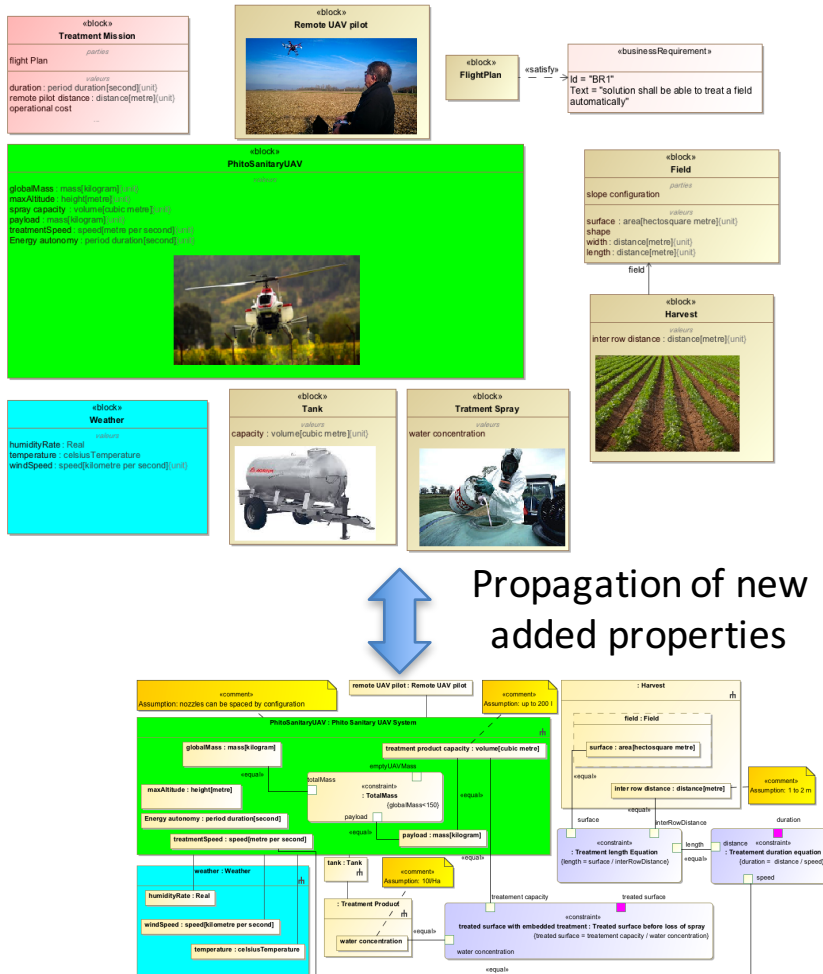 «block»
Treatment Mission
parties
flight Plan
valeurs
duration : period duration[second]{unit}
remote pilot distance : distance[metre]{unit}
operational cost
...
«block»
Remote UAV pilot
«block»
FlightPlan
«satisfy»
«businessRequirement»
Id = "BR1"
Text = "solution shall be able to treat a field
automatically"
«block»
PhitoSanitaryUAV
valeurs
globalMass : mass[kilogram]{unit}
maxAltitude : height[metre]{unit}
spray capacity : volume[cubic metre]{unit}
payload : mass[kilogram]{unit}
treatmentSpeed : speed[metre per second]{unit}
Energy autonomy : period duration[second]{unit}
«block»
Field
parties
slope configuration
valeurs
surface : area[hectosquare metre]{unit}
shape
width : distance[metre]{unit}
length : distance[metre]{unit}
field
«block»
Harvest
valeurs
inter row distance : distance[metre]{unit}
«block»
Weather
valeurs
humidityRate : Real
temperature : celsiusTemperature
windSpeed : speed[kilometre per second]{unit}
«block»
Tank
valeurs
capacity : volume[cubic metre]{unit}
«block»
Tratment Spray
valeurs
water concentration
Propagation of new
added properties
«comment»
Assumption: nozzles can be spaced by configuration
remote UAV pilot : Remote UAV pilot
«comment»
Assumption: up to 200 l
: Harvest
PhitoSanitaryUAV : Phito Sanitary UAV System
field : Field
globalMass : mass[kilogram]
treatment product capacity : volume[cubic metre]
surface : area[hectosquare metre]
«equal»
emptyUAVMass
totalMass
«constraint»
: TotalMass
{globalMass<150}
payload
maxAltitude : height[metre]
«equal»
«equal»
inter row distance : distance[metre]
«comment»
Assumption: 1 to 2 m
Energy autonomy : period duration[second]
treatmentSpeed : speed[metre per second]
«equal»
payload : mass[kilogram]
«equal»
surface
interRowDistance
duration
«constraint»
: Treatment length Equation
{length = surface / interRowDistance}
length
«equal»
distance
«constraint»
: Treatement duration equation
{duration = distance / speed}
speed
«equal»
weather : Weather
tank : Tank
«comment»
Assumption: 10l/Ha
humidityRate : Real
: Treatment Product
treatement capacity
treated surface
windSpeed : speed[kilometre per second]
«constraint»
treated surface with embedded treatment : Treated surface before loss of spray
{treated surface = treatement capacity / water concentration}
temperature : celsiusTemperature
water concentration
«equal»
water concentration
«equal»